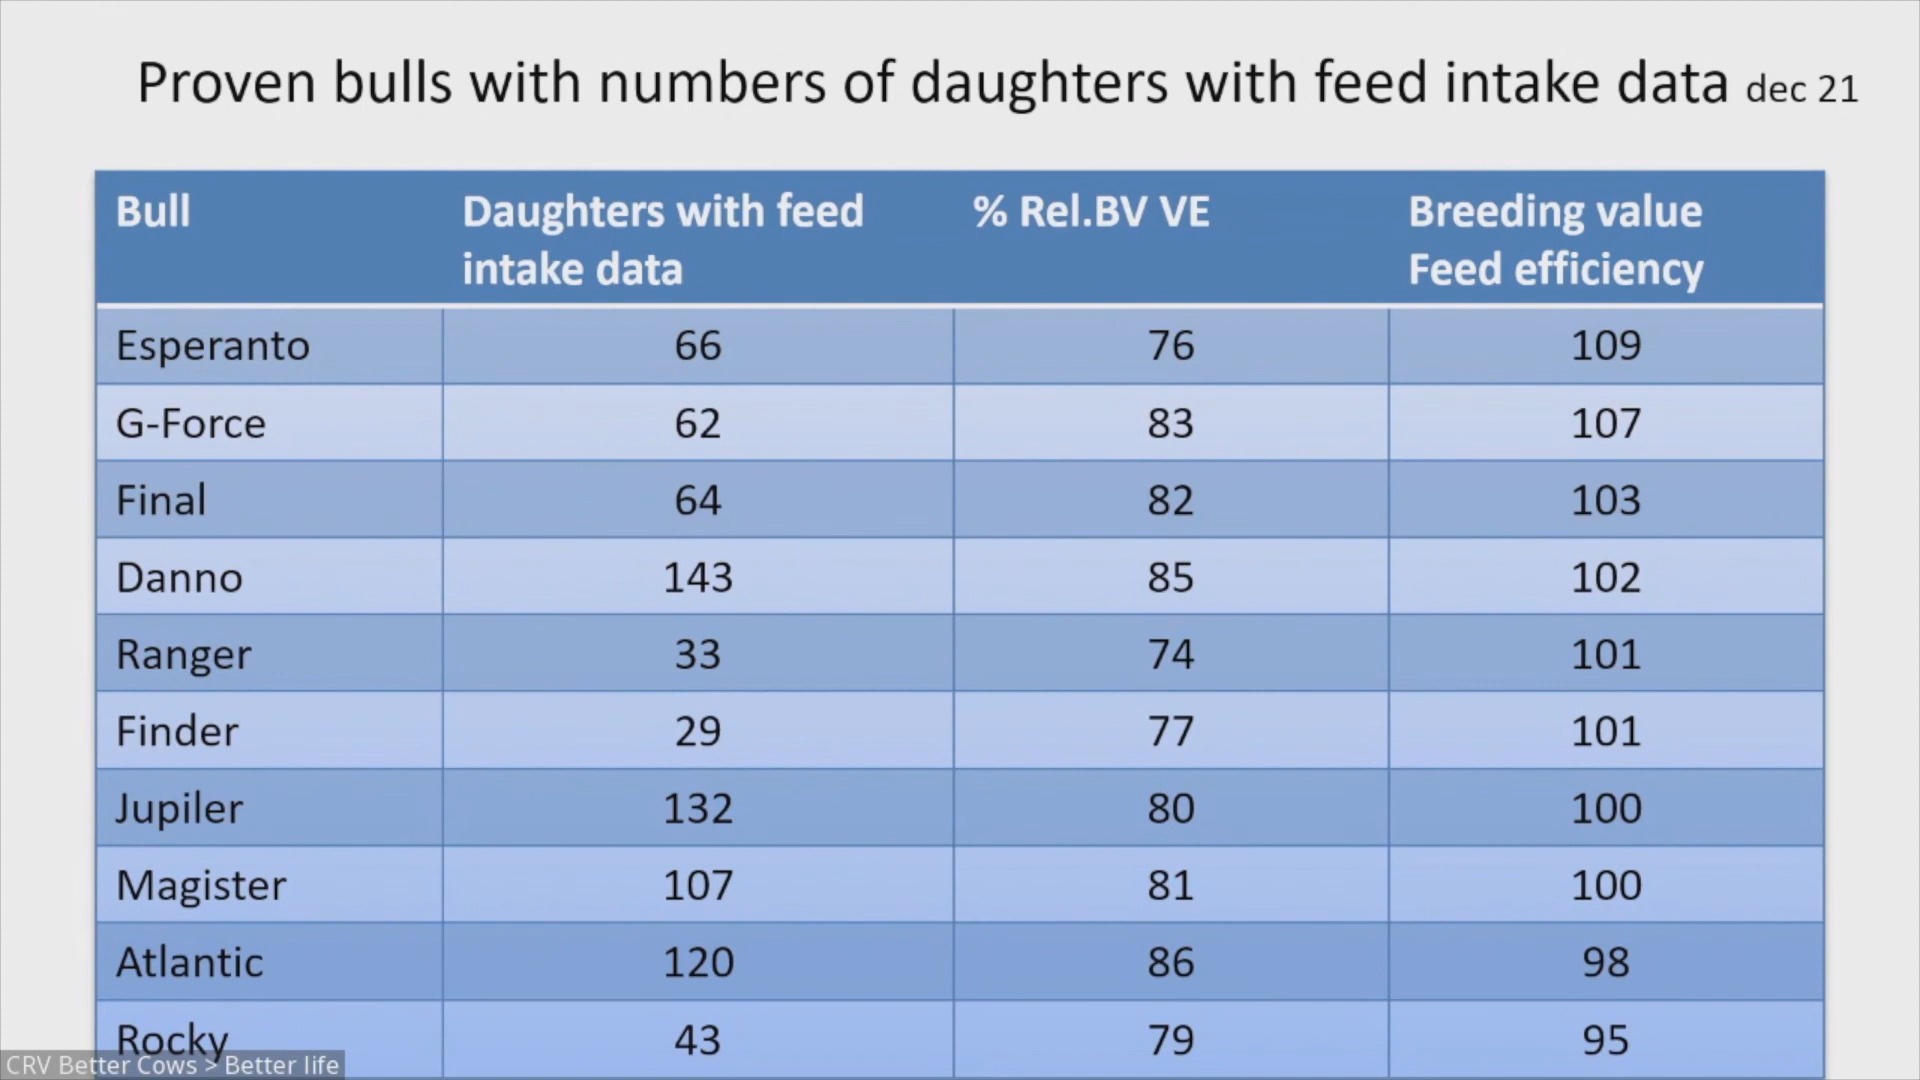 Proven bulls with numbers of daughters with feed intake data dec 21
Bull Daughters with feed intake data % Rel.BV VE Breeding value Feed efficiency
Esperanto 66 76 109
G-Force 62 83 107
Final 64 82 103
Danno 143 85 102
Ranger 33 74 101
Finder 29 77 101
Jupiler 132 80 100
Magister 107 81 100
Atlantic 120 86 98
Rocky 43 79 95
CRV Better Cows > Better life